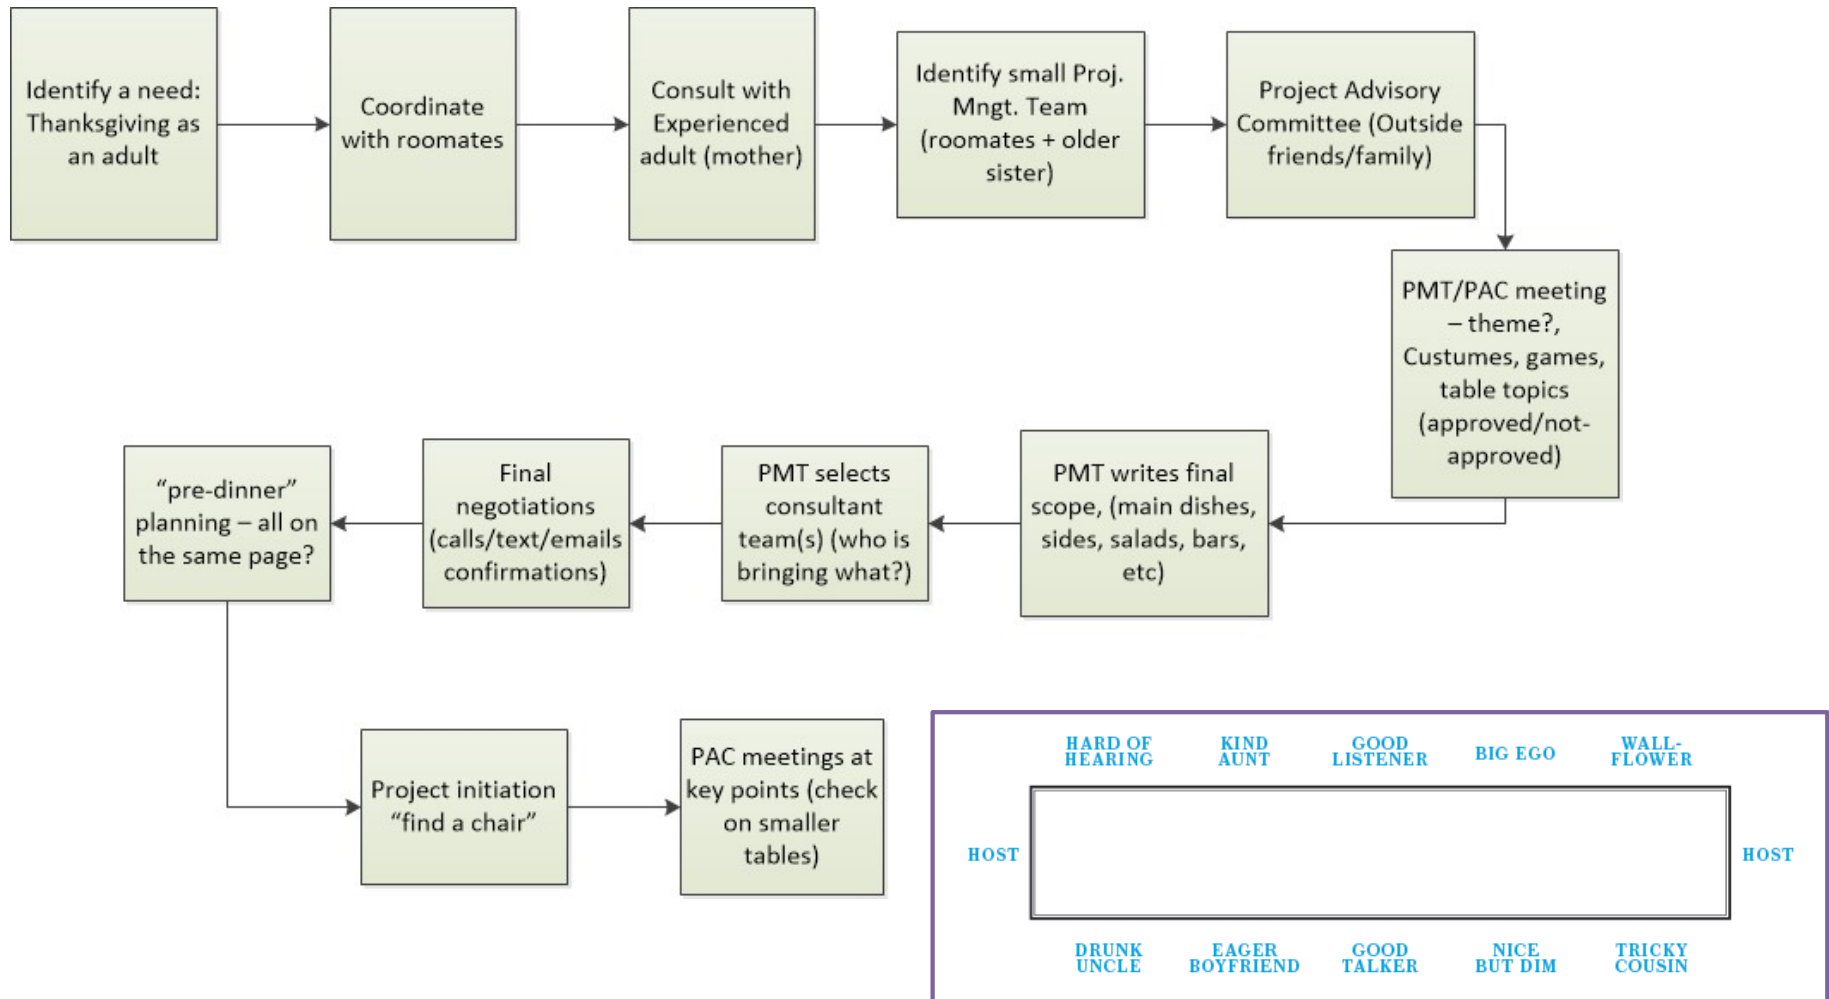 Identify a need:
Thanksgiving as
an adult
Coordinate
with roomates
Consult with
Experienced
adult (mother)
Identify small Proj.
Mngt. Team
(roomates + older
sister)
Project Advisory
Committee (Outside
friends/family)
PMT/PAC meeting
– theme?,
Custumes, games,
table topics
(approved/not-
approved)
PMT writes final
scope, (main dishes,
sides, salads, bars,
etc)
PMT selects
consultant
team(s) (who is
bringing what?)
Final
negotiations
(calls/text/emails
confirmations)
“pre-dinner”
planning – all on
the same page?
Project initiation
“find a chair”
PAC meetings at
key points (check
on smaller
tables)
HARD OF
HEARING
KIND
AUNT
GOOD
LISTENER
BIG EGO
WALL-
FLOWER
HOST
HOST
DRUNK
UNCLE
EAGER
BOYFRIEND
GOOD
TALKER
NICE
BUT DIM
TRICKY
COUSIN